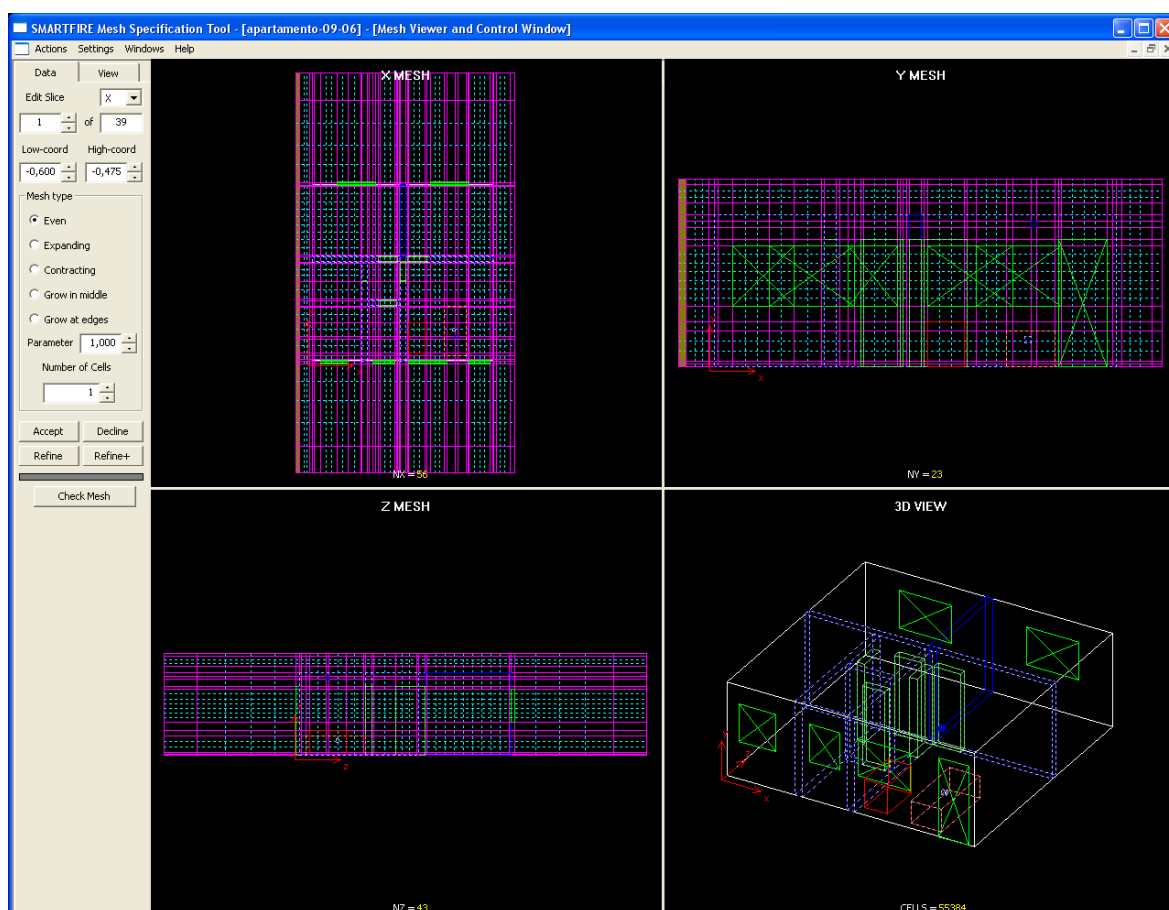 SMARTFIRE Mesh Specification Tool - [apartamento-09-06] - [Mesh Viewer and Control Window]
Actions Settings Windows Help
Data View
Edit Slice X
1 of 39
Low-coord High-coord
-0,600 -0,475
Mesh type
Even
Expanding
Contracting
Grow in middle
Grow at edges
Parameter 1,000
Number of Cells
1
Accept Decline
Refine Refine+
Check Mesh
X MESH
NX = 56
Y MESH
x
NY = 23
Z MESH
z
NZ = 43
3D VIEW
x
CELLS = 55384